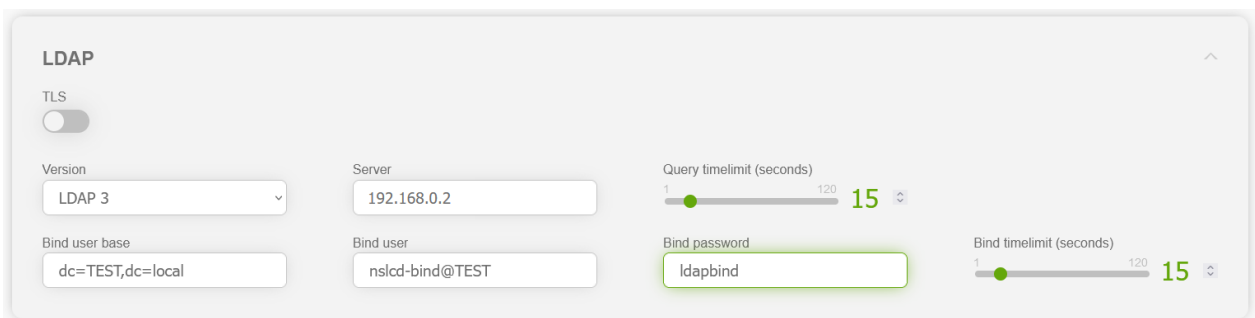 LDAP
TLS
Version Server Query timelimit (seconds)
LDAP 3 192.168.0.2 1 120 15
Bind user base Bind user Bind password Bind timelimit (seconds)
dc=TEST,dc=local nslcd-bind@TEST ldapbind 1 120 15